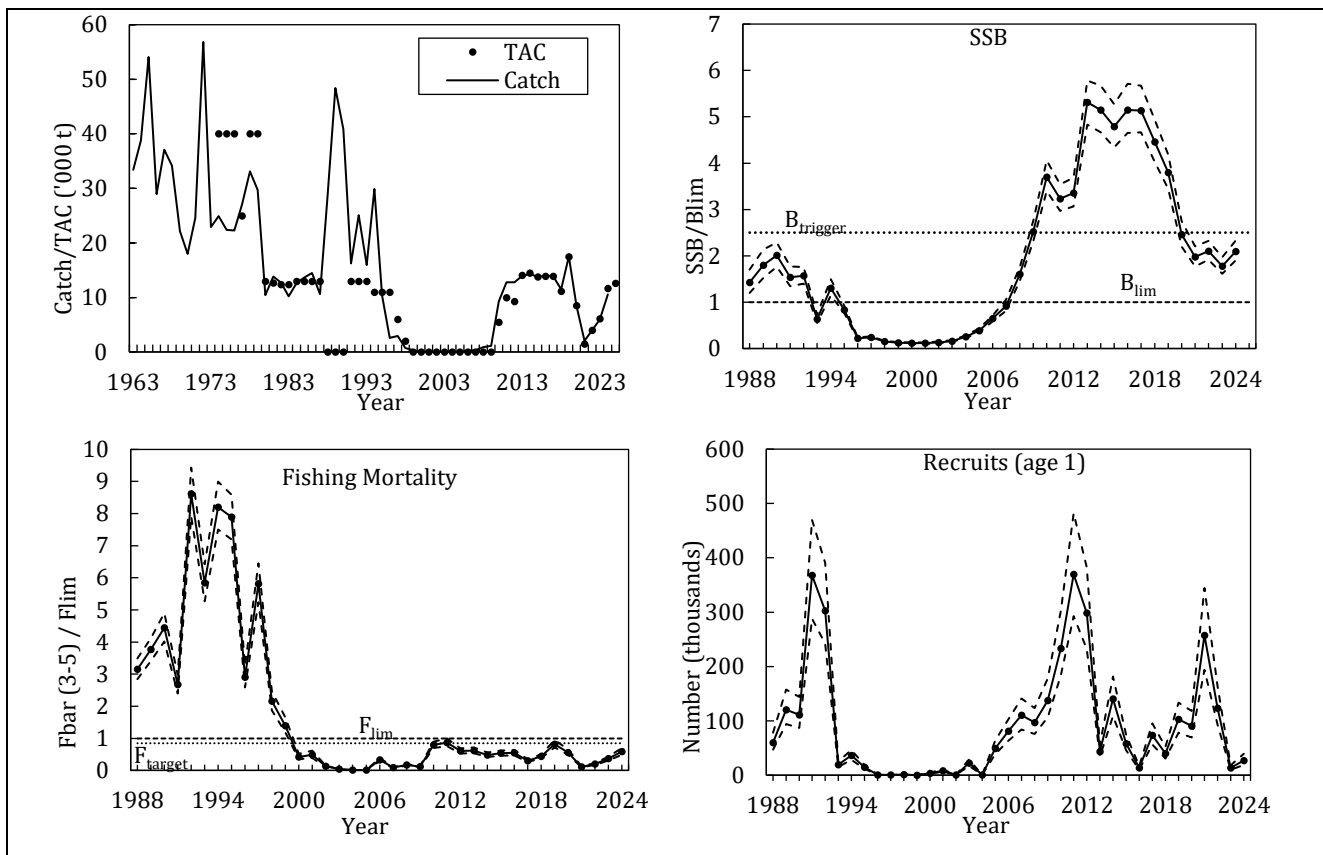 60
50
40
30
20
10
0
Catch/TAC ('000 t)
TAC
Catch
1963 1973 1983 1993 2003 2013 2023
Year
SSB
7
6
5
4
3
2
1
0
SSB/Blim
Btrigger
Blim
1988 1994 2000 2006 2012 2018 2024
Year
Fishing Mortality
10
9
8
7
6
5
4
3
2
1
0
Fbar (3-5) / Flim
Flim
Ftarget
1988 1994 2000 2006 2012 2018 2024
Year
Recruits (age 1)
600
500
400
300
200
100
0
Number (thousands)
1988 1994 2000 2006 2012 2018 2024
Year